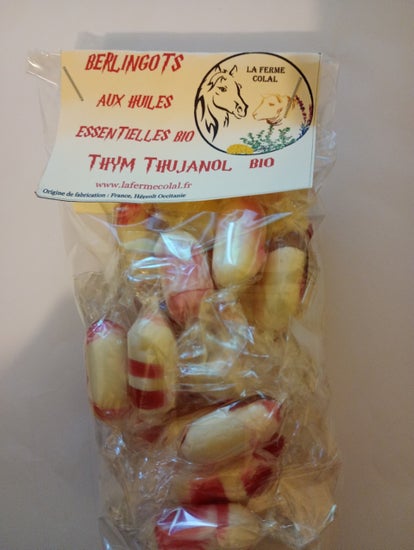 BERLINGOTS
AUX HUILES
ESSENTIELLES BIO
THYM THUJANOL BIO
www.lafermecolal.fr
Origine de fabrication : France, Hérault Occitanie
LA FERME
COLAL